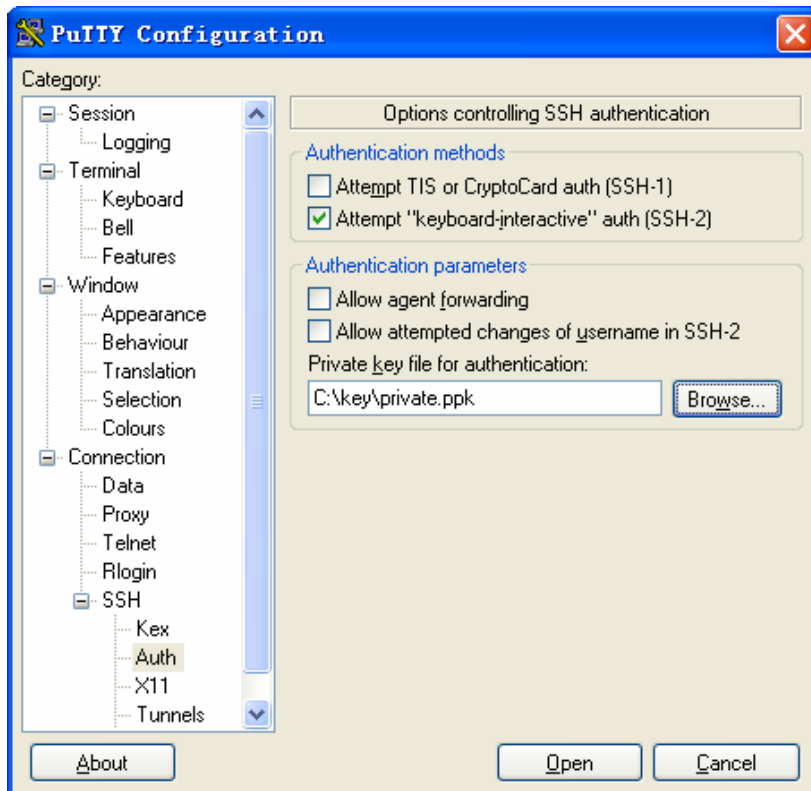 PuTTY Configuration
Category:
Session
Logging
Terminal
Keyboard
Bell
Features
Window
Appearance
Behaviour
Translation
Selection
Colours
Connection
Data
Proxy
Telnet
Rlogin
SSH
Kex
Auth
X11
Tunnels
Options controlling SSH authentication
Authentication methods
Attempt TIS or CryptoCard auth (SSH-1)
Attempt "keyboard-interactive" auth (SSH-2)
Authentication parameters
Allow agent forwarding
Allow attempted changes of username in SSH-2
Private key file for authentication:
C:\key\private.ppk
Browse...
About
Open
Cancel